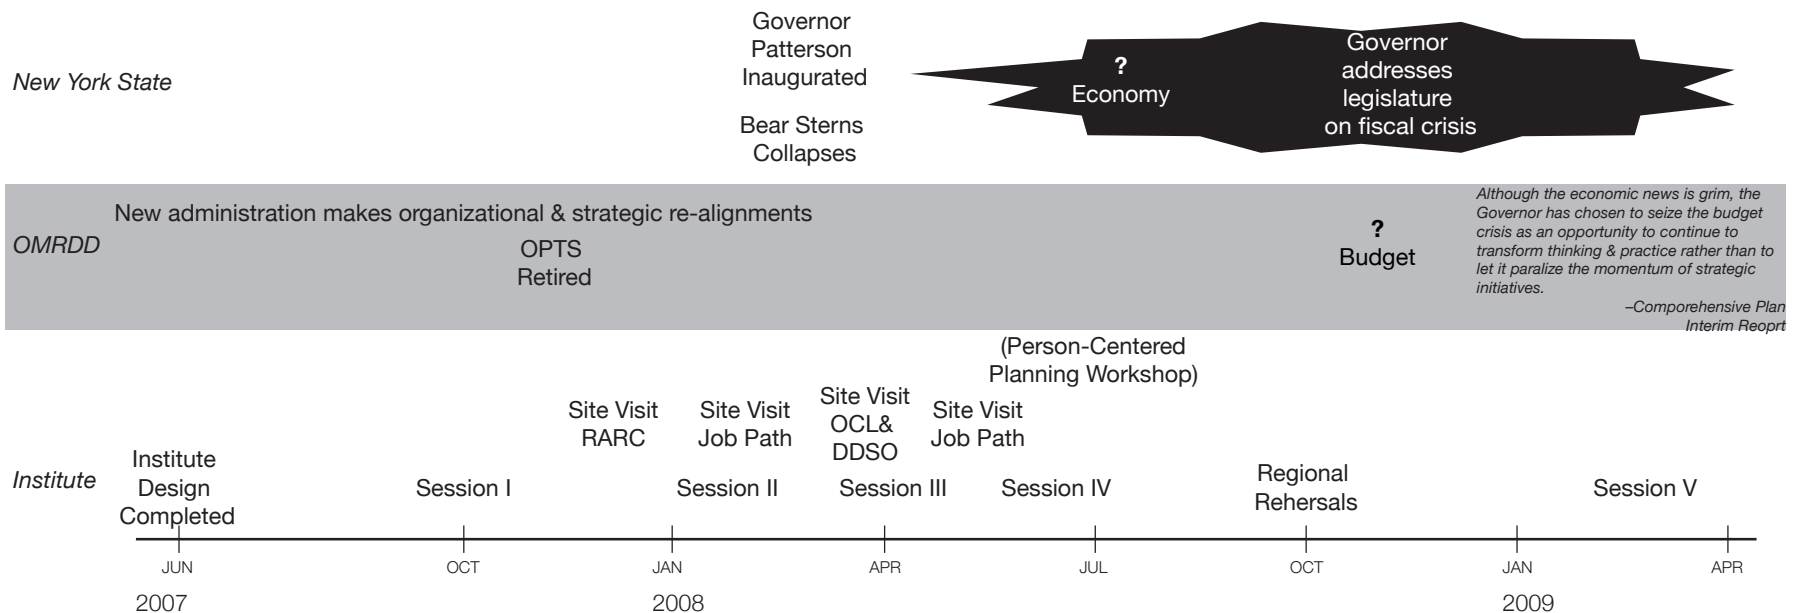 New York State
Governor
Patterson
Inaugurated
Bear Sterns
Collapses
?
Economy
Governor
addresses
legislature
on fiscal crisis
OMRDD
New administration makes organizational & strategic re-alignments
OPTS
Retired
?
Budget
Although the economic news is grim, the
Governor has chosen to seize the budget
crisis as an opportunity to continue to
transform thinking & practice rather than to
let it paralize the momentum of strategic
initiatives.
–Comporehensive Plan
Interim Reoprt
Institute
Institute
Design
Completed
Session I
Site Visit
RARC
Site Visit
Job Path
Session II
Site Visit
OCL&
DDSO
Session III
Site Visit
Job Path
(Person-Centered
Planning Workshop)
Session IV
Regional
Rehersals
Session V
JUN
OCT
JAN
APR
JUL
OCT
JAN
APR
2007
2008
2009